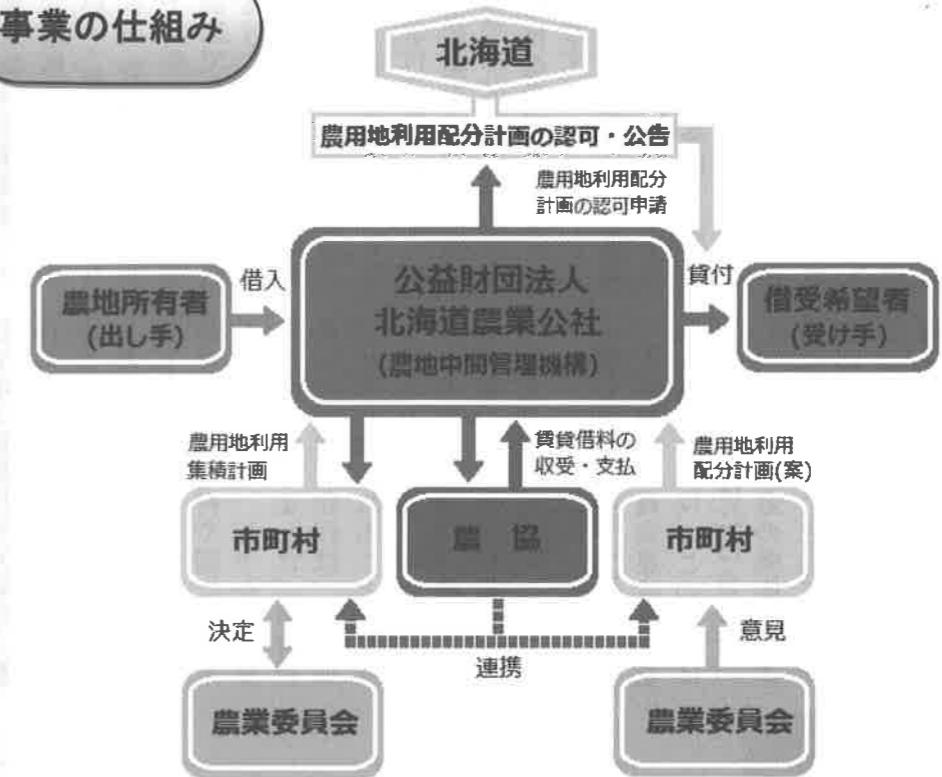 事業の仕組み
北海道
農用地利用配分計画の認可・公告
農用地利用配分
計画の認可申請
農地所有者
(出し手)
借入
公益財団法人
北海道農業公社
(農地中間管理機構)
貸付
借受希望者
(受け手)
農用地利用
集積計画
賃貸借料の
収受・支払
農用地利用
配分計画(案)
市町村
農　協
市町村
決定
連携
意見
農業委員会
農業委員会